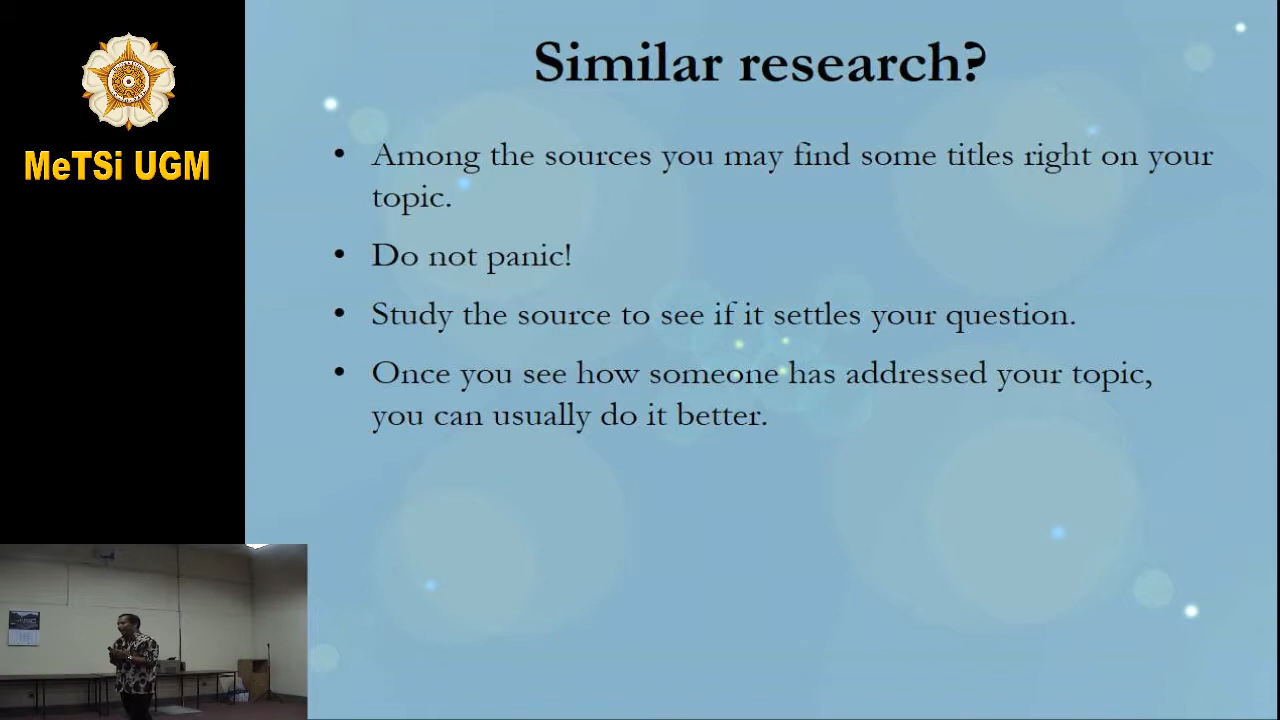 MeTSi UGM
Similar research?
• Among the sources you may find some titles right on your
topic.
• Do not panic!
• Study the source to see if it settles your question.
• Once you see how someone has addressed your topic,
you can usually do it better.